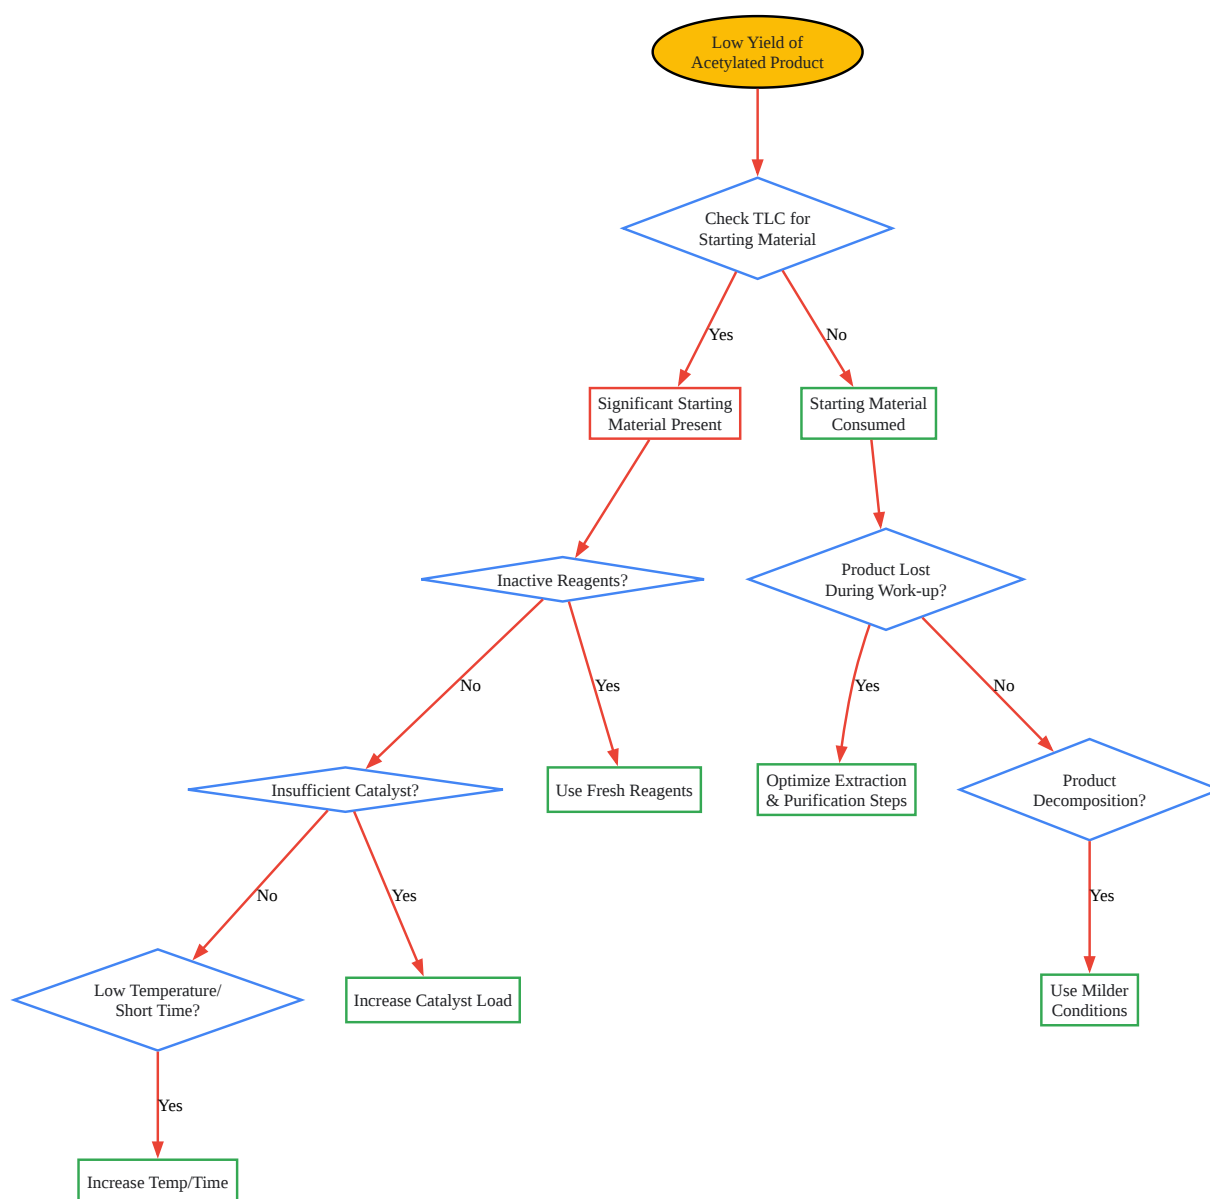 Low Yield of
Acetylated Product
Check TLC for
Starting Material
Yes
No
Significant Starting
Material Present
Starting Material
Consumed
Inactive Reagents?
Product Lost
During Work-up?
No
Yes
Yes
No
Insufficient Catalyst?
Use Fresh Reagents
Optimize Extraction
& Purification Steps
Product
Decomposition?
No
Yes
Yes
Low Temperature/
Short Time?
Increase Catalyst Load
Use Milder
Conditions
Yes
Increase Temp/Time